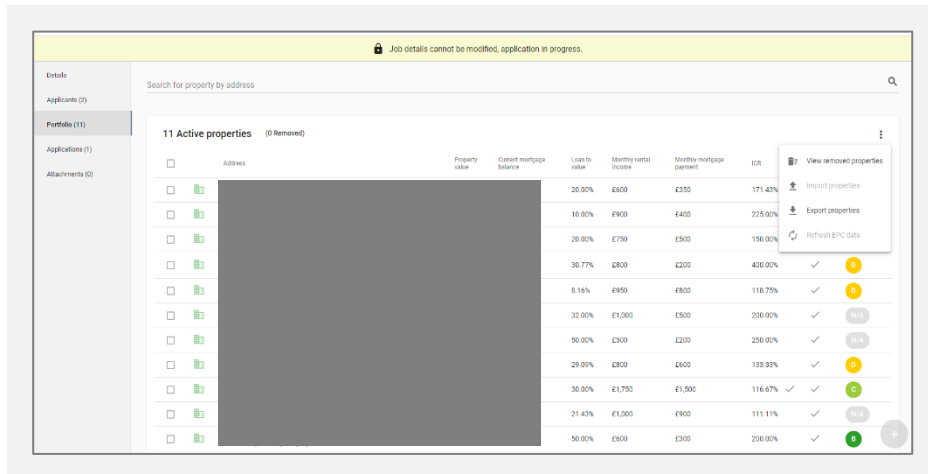 Job details cannot be modified, application in progress.
Details
Applicants (2)
Portfolio (11)
Applications (1)
Attachments (0)
Search for property by address
11 Active properties (0 Removed)
Address Property value Current mortgage balance Loan to value Monthly rental income Monthly mortgage payment ICR
View removed properties
Import properties
Export properties
Refresh EPC data
20.00% £600 £350 171.43%
10.00% £900 £400 225.00%
20.00% £750 £500 150.00%
30.77% £800 £200 400.00% D
8.16% £950 £800 118.75% D
32.00% £1,000 £500 200.00% N/A
50.00% £500 £200 250.00% N/A
29.09% £800 £600 133.33% D
30.00% £1,750 £1,500 116.67% C
21.43% £1,000 £900 111.11% N/A
50.00% £600 £300 200.00% B